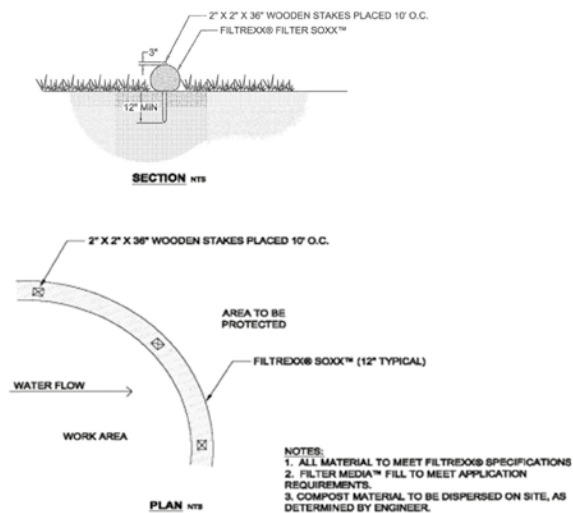 2" X 2" X 36" WOODEN STAKES PLACED 10' O.C.
FILTREXX® FILTER SOXX™
3"
12" MIN
SECTION NTS
2" X 2" X 36" WOODEN STAKES PLACED 10' O.C.
AREA TO BE
PROTECTED
FILTREXX® SOXX™ (12" TYPICAL)
WATER FLOW
WORK AREA
PLAN NTS
NOTES:
1. ALL MATERIAL TO MEET FILTREXX® SPECIFICATIONS
2. FILTER MEDIA™ FILL TO MEET APPLICATION
REQUIREMENTS.
3. COMPOST MATERIAL TO BE DISPERSED ON SITE, AS
DETERMINED BY ENGINEER.